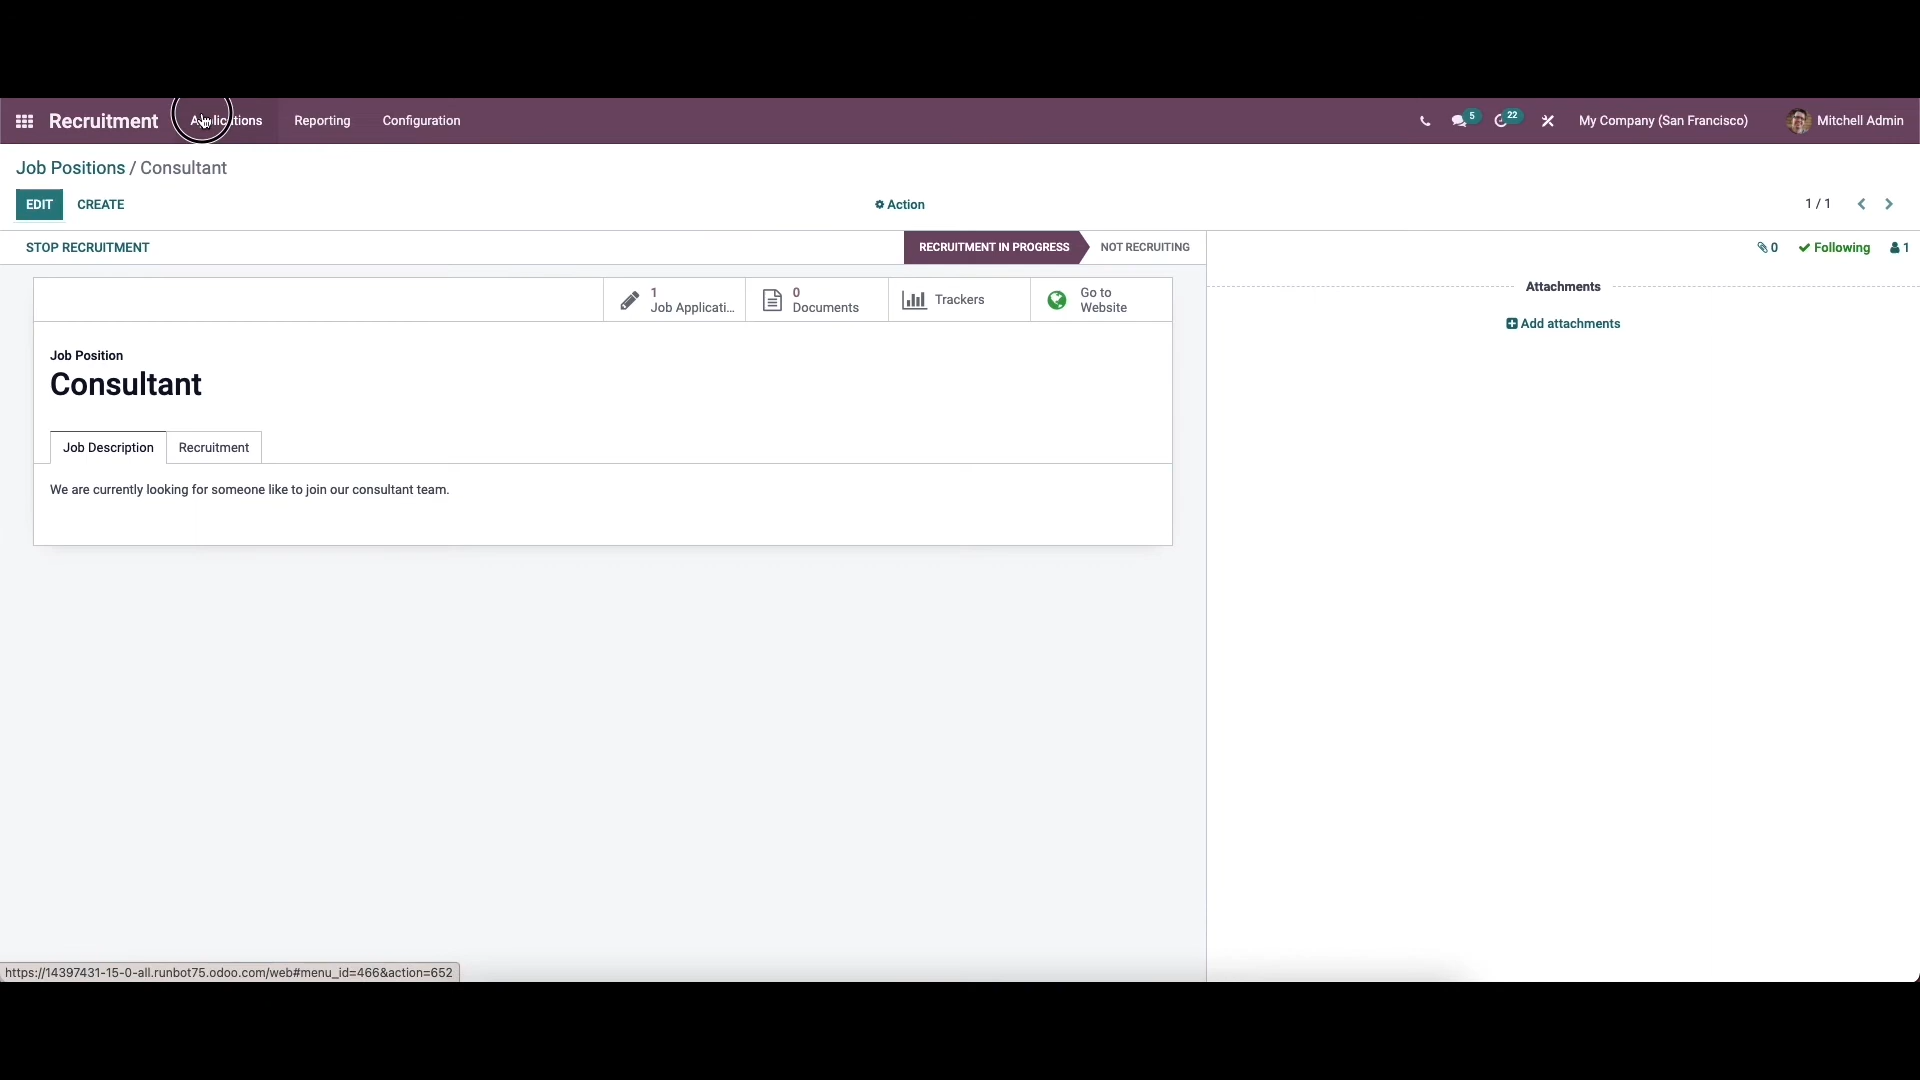 Recruitment Applications Reporting Configuration 5 22 My Company (San Francisco) Mitchell Admin
Job Positions / Consultant
EDIT CREATE Action 1 / 1
STOP RECRUITMENT RECRUITMENT IN PROGRESS NOT RECRUITING 0 Following 1
1
Job Applicati...
0
Documents
Trackers
Go to
Website
Attachments
Add attachments
Job Position
Consultant
Job Description Recruitment
We are currently looking for someone like to join our consultant team.
https://14397431-15-0-all.runbot75.odoo.com/web#menu_id=466&action=652